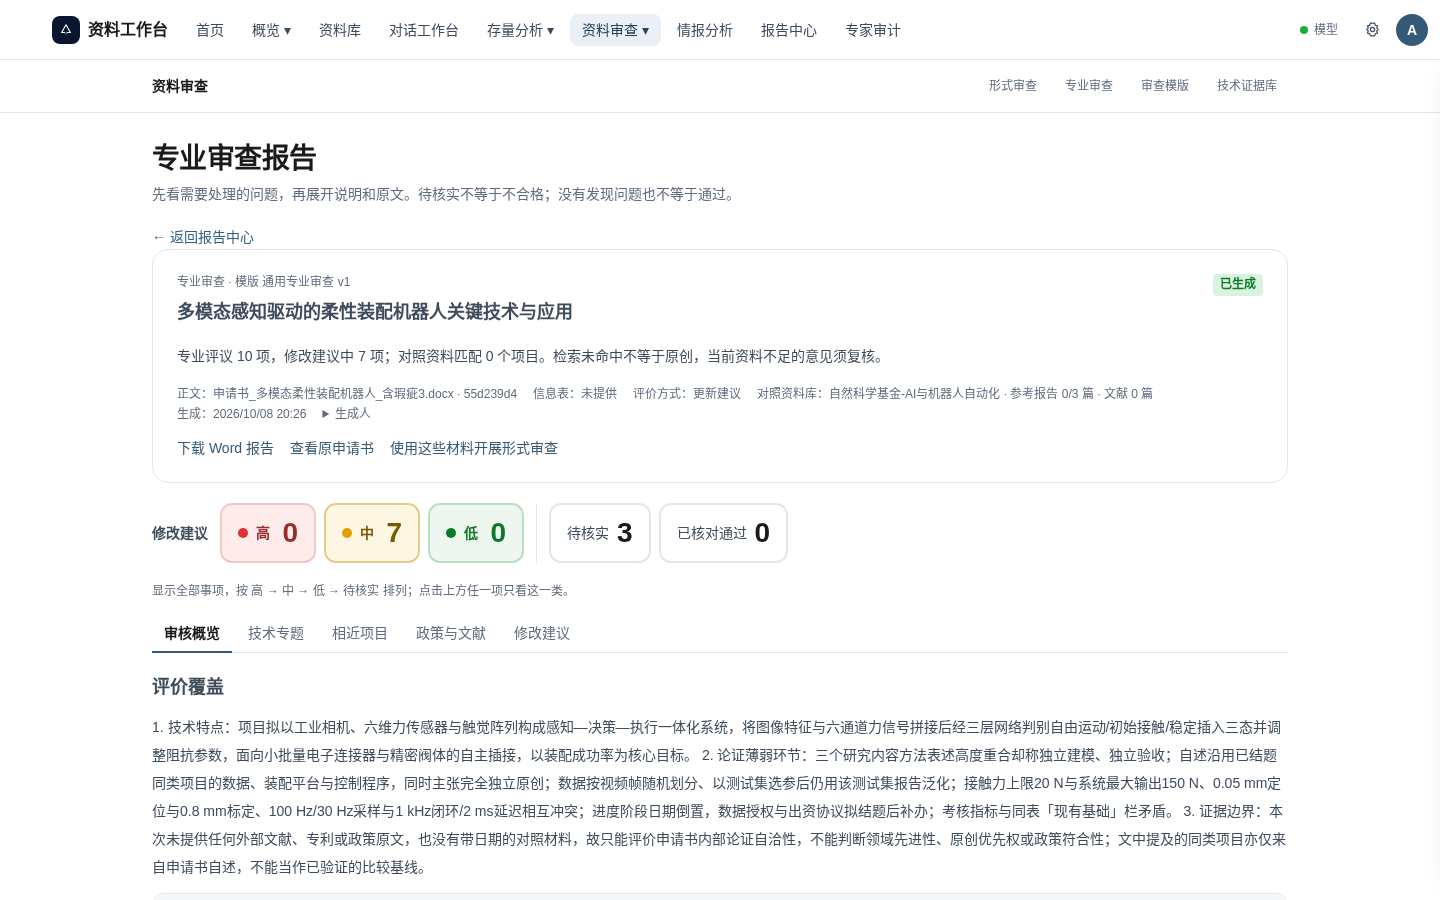 资料工作台 首页 概览 ▾ 资料库 对话工作台 存量分析 ▾ 资料审查 ▾ 情报分析 报告中心 专家审计 模型 A
资料审查 形式审查 专业审查 审查模版 技术证据库
专业审查报告
先看需要处理的问题，再展开说明和原文。待核实不等于不合格；没有发现问题也不等于通过。
← 返回报告中心
专业审查 · 模版 通用专业审查 v1 已生成
多模态感知驱动的柔性装配机器人关键技术与应用
专业评议 10 项，修改建议中 7 项；对照资料匹配 0 个项目。检索未命中不等于原创，当前资料不足的意见须复核。
正文：申请书_多模态柔性装配机器人_含瑕疵3.docx · 55d239d4 信息表：未提供 评价方式：更新建议 对照资料库：自然科学基金-AI与机器人自动化 · 参考报告 0/3 篇 · 文献 0 篇
生成：2026/10/08 20:26 ▶ 生成人
下载 Word 报告 查看原申请书 使用这些材料开展形式审查
修改建议 高 0 中 7 低 0 待核实 3 已核对通过 0
显示全部事项，按 高 → 中 → 低 → 待核实 排列；点击上方任一项只看这一类。
审核概览 技术专题 相近项目 政策与文献 修改建议
评价覆盖
1. 技术特点：项目拟以工业相机、六维力传感器与触觉阵列构成感知—决策—执行一体化系统，将图像特征与六通道力信号拼接后经三层网络判别自由运动/初始接触/稳定插入三态并调
整阻抗参数，面向小批量电子连接器与精密阀体的自主插接，以装配成功率为核心目标。 2. 论证薄弱环节：三个研究内容方法表述高度重合却称独立建模、独立验收；自述沿用已结题
同类项目的数据、装配平台与控制程序，同时主张完全独立原创；数据按视频帧随机划分、以测试集选参后仍用该测试集报告泛化；接触力上限20 N与系统最大输出150 N、0.05 mm定
位与0.8 mm标定、100 Hz/30 Hz采样与1 kHz闭环/2 ms延迟相互冲突；进度阶段日期倒置，数据授权与出资协议拟结题后补办；考核指标与同表「现有基础」栏矛盾。 3. 证据边界：本
次未提供任何外部文献、专利或政策原文，也没有带日期的对照材料，故只能评价申请书内部论证自洽性，不能判断领域先进性、原创优先权或政策符合性；文中提及的同类项目亦仅来
自申请书自述，不能当作已验证的比较基线。